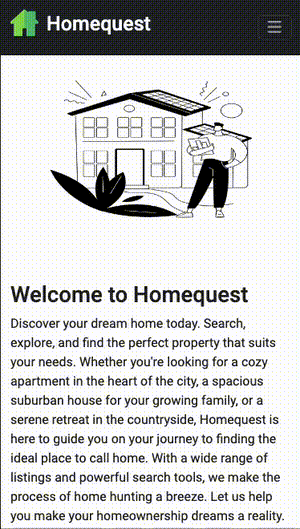 Homequest
Welcome to Homequest
Discover your dream home today. Search,
explore, and find the perfect property that suits
your needs. Whether you're looking for a cozy
apartment in the heart of the city, a spacious
suburban house for your growing family, or a
serene retreat in the countryside, Homequest is
here to guide you on your journey to finding the
ideal place to call home. With a wide range of
listings and powerful search tools, we make the
process of home hunting a breeze. Let us help
you make your homeownership dreams a reality.